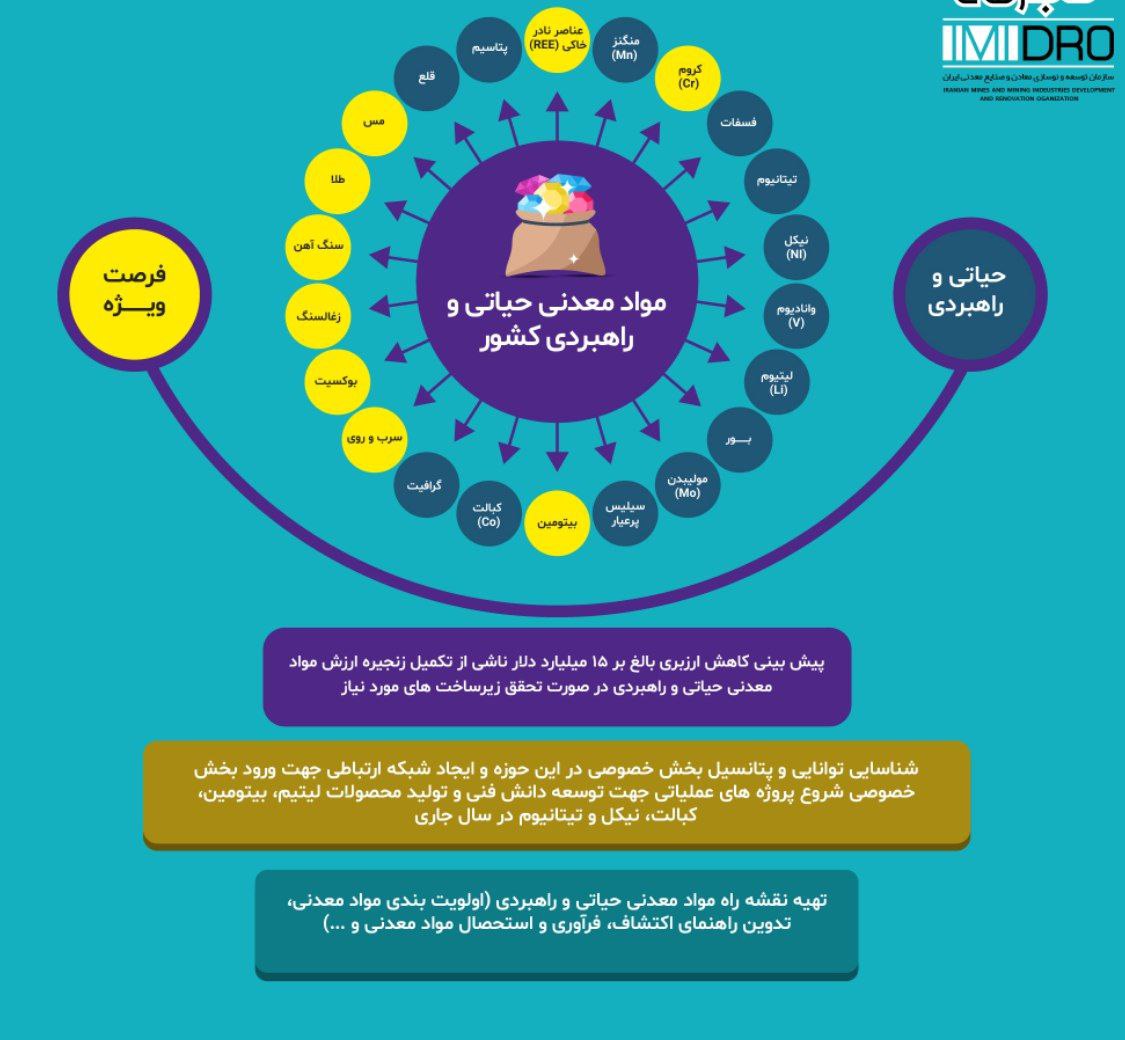 IMIDRO
سازمان توسعه و نوسازی معادن و صنایع معدنی ایران
IRANIAN MINES AND MINING INDEUSTRIES DEVELOPMENT
AND RENOVATION OGANIZATION
عناصر نادر
خاکی (REE)
منگنز
(Mn)
کروم
(Cr)
فسفات
تیتانیوم
نیکل
(NI)
وانادیوم
(V)
لیتیوم
(Li)
بـــور
مولیبدن
(Mo)
سیلیس
پرعیار
بیتومین
کبالت
(Co)
گرافیت
سرب و روی
بوکسیت
زغالسنگ
سنگ آهن
طلا
مس
قلع
پتاسیم
مواد معدنی حیاتی و
راهبردی کشور
حیاتی و
راهبردی
فرصت
ویـــژه
پیش بینی کاهش ارزبری بالغ بر ۱۵ میلیارد دلار ناشی از تکمیل زنجیره ارزش مواد
معدنی حیاتی و راهبردی در صورت تحقق زیرساخت های مورد نیاز
شناسایی توانایی و پتانسیل بخش خصوصی در این حوزه و ایجاد شبکه ارتباطی جهت ورود بخش
خصوصی شروع پروژه های عملیاتی جهت توسعه دانش فنی و تولید محصولات لیتیم، بیتومین،
کبالت، نیکل و تیتانیوم در سال جاری
تهیه نقشه راه مواد معدنی حیاتی و راهبردی (اولویت بندی مواد معدنی،
تدوین راهنمای اکتشاف، فرآوری و استحصال مواد معدنی و ...)